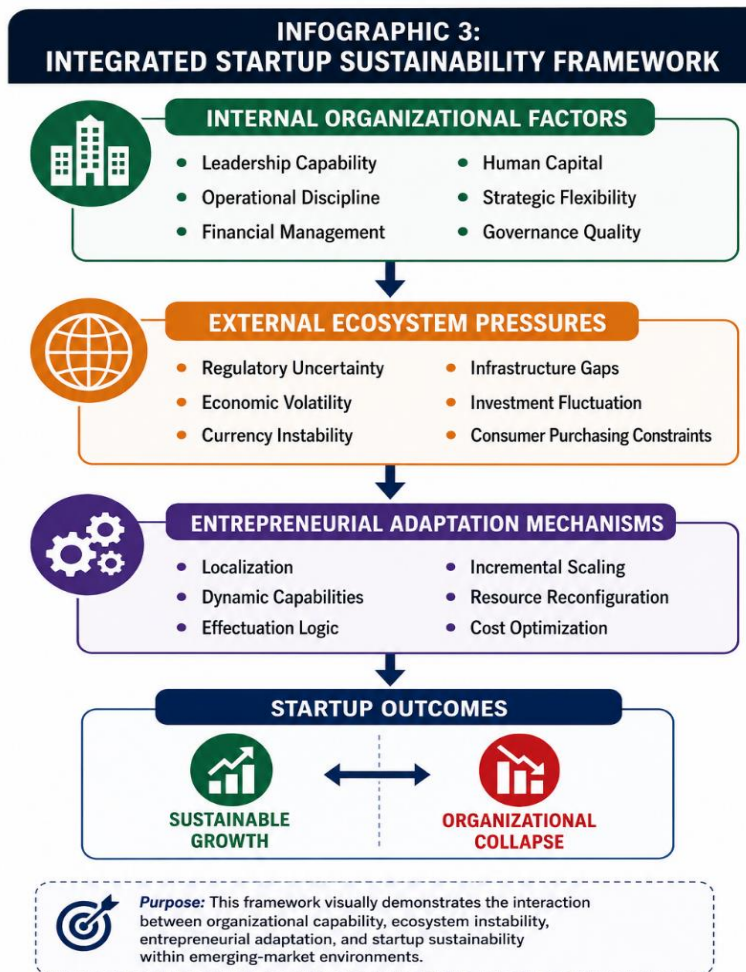 INFOGRAPHIC 3:
INTEGRATED STARTUP SUSTAINABILITY FRAMEWORK
INTERNAL ORGANIZATIONAL FACTORS
• Leadership Capability
• Operational Discipline
• Financial Management
• Human Capital
• Strategic Flexibility
• Governance Quality
EXTERNAL ECOSYSTEM PRESSURES
• Regulatory Uncertainty
• Economic Volatility
• Currency Instability
• Infrastructure Gaps
• Investment Fluctuation
• Consumer Purchasing Constraints
ENTREPRENEURIAL ADAPTATION MECHANISMS
• Localization
• Dynamic Capabilities
• Effectuation Logic
• Incremental Scaling
• Resource Reconfiguration
• Cost Optimization
STARTUP OUTCOMES
SUSTAINABLE
GROWTH
ORGANIZATIONAL
COLLAPSE
Purpose: This framework visually demonstrates the interaction
between organizational capability, ecosystem instability,
entrepreneurial adaptation, and startup sustainability
within emerging-market environments.